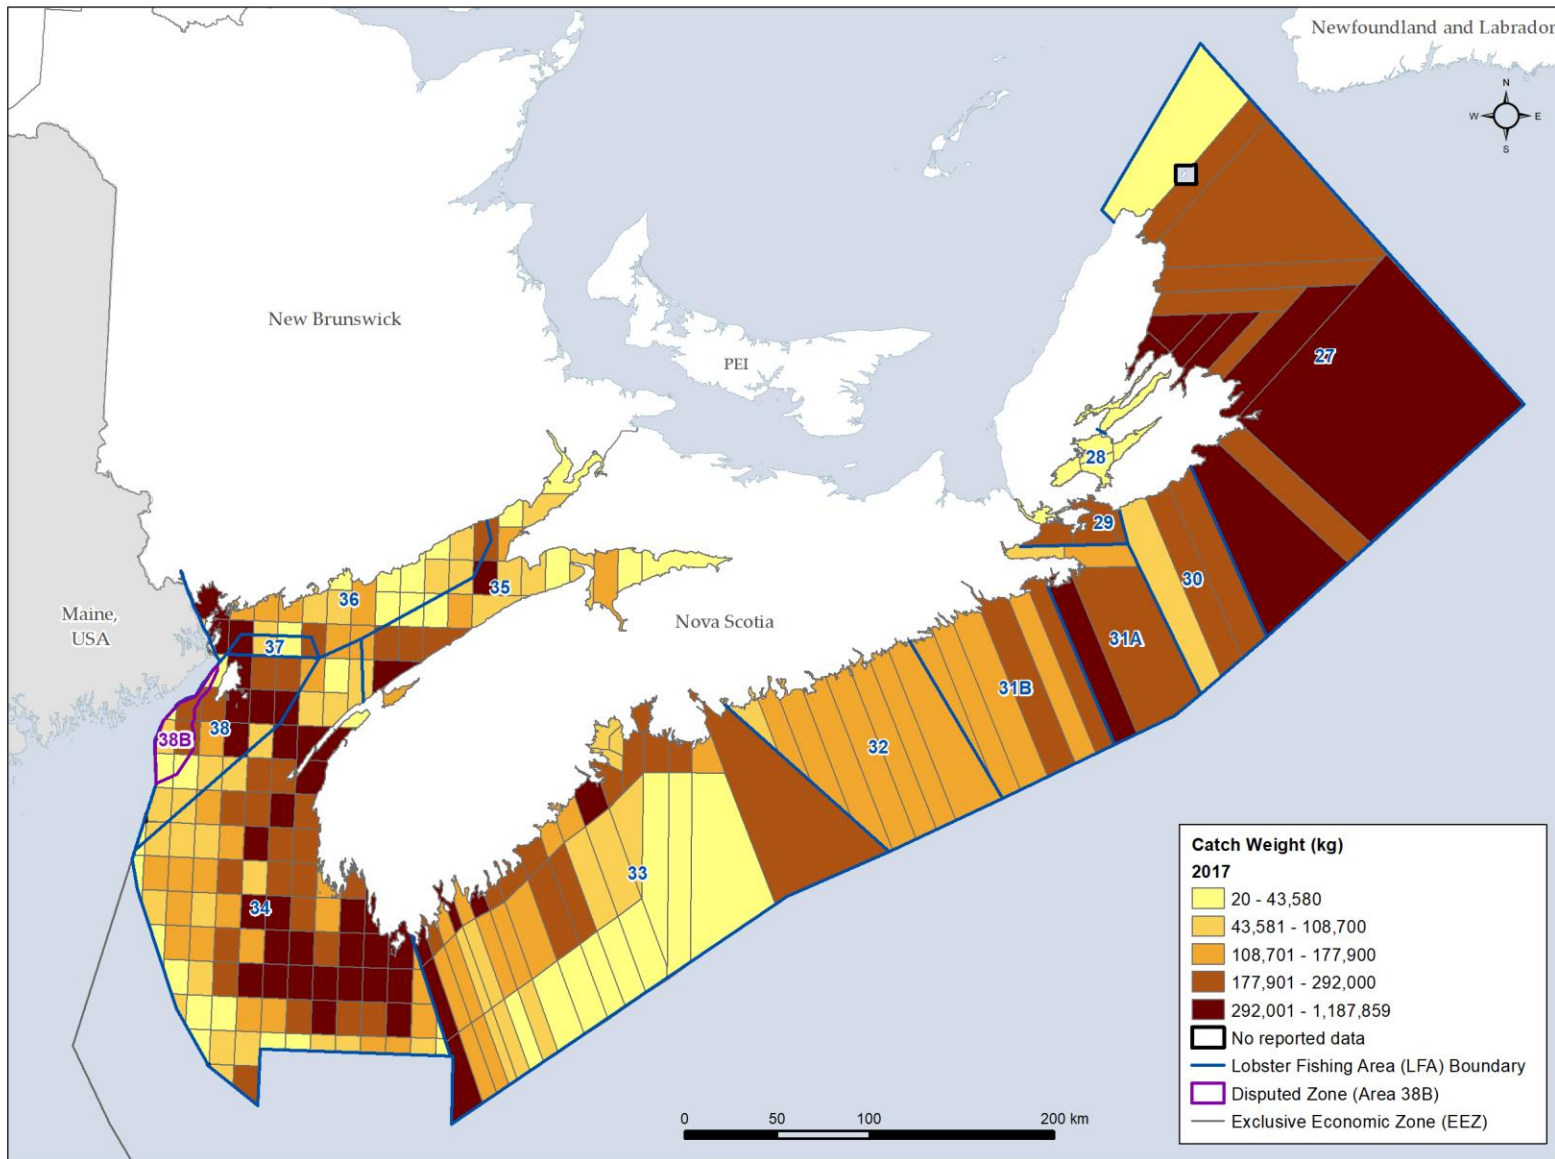 Newfoundland and Labrador
N
W E
S
New Brunswick
PEI
27
28
29
30
Maine,
USA
36
35
37
Nova Scotia
31A
31B
38
38B
32
33
34
Catch Weight (kg)
2017
20 - 43,580
43,581 - 108,700
108,701 - 177,900
177,901 - 292,000
292,001 - 1,187,859
No reported data
Lobster Fishing Area (LFA) Boundary
Disputed Zone (Area 38B)
Exclusive Economic Zone (EEZ)
0 50 100 200 km